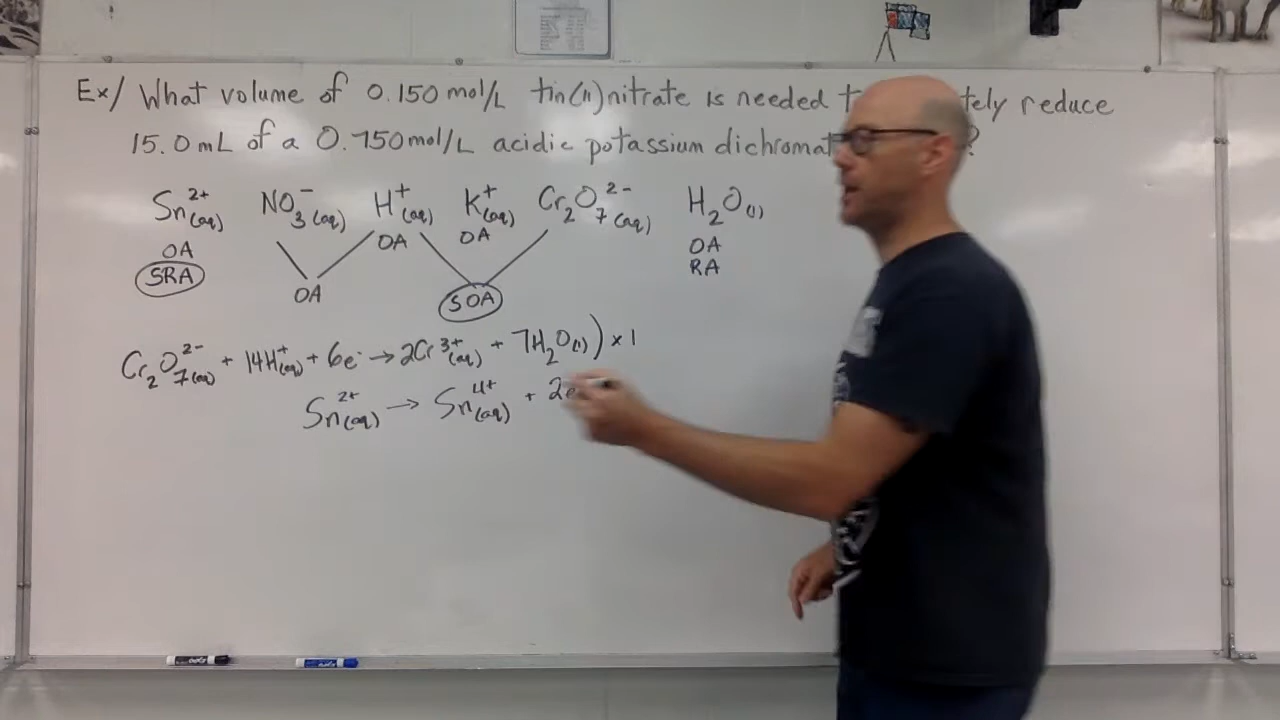 Ex/ What volume of 0.150 mol/L tin(II) nitrate is needed t tely reduce
15.0 mL of a 0.750 mol/L acidic potassium dichromat ?
Sn²⁺(aq) NO₃⁻(aq) H⁺(aq) K⁺(aq) Cr₂O₇²⁻(aq) H₂O(l)
OA OA OA OA
SRA RA
OA SOA
Cr₂O₇²⁻(aq) + 14H⁺(aq) + 6e⁻ → 2Cr³⁺(aq) + 7H₂O(l)) × 1
Sn²⁺(aq) → Sn⁴⁺(aq) + 2e
expo
expo